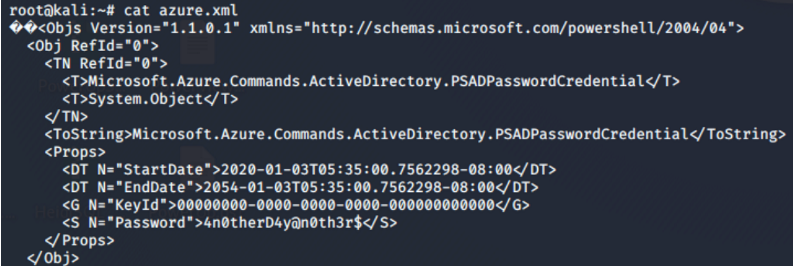 root@kali:~# cat azure.xml
��<Objs Version="1.1.0.1" xmlns="http://schemas.microsoft.com/powershell/2004/04">
<Obj RefId="0">
<TN RefId="0">
<T>Microsoft.Azure.Commands.ActiveDirectory.PSADPasswordCredential</T>
<T>System.Object</T>
</TN>
<ToString>Microsoft.Azure.Commands.ActiveDirectory.PSADPasswordCredential</ToString>
<Props>
<DT N="StartDate">2020-01-03T05:35:00.7562298-08:00</DT>
<DT N="EndDate">2054-01-03T05:35:00.7562298-08:00</DT>
<G N="KeyId">00000000-0000-0000-0000-000000000000</G>
<S N="Password">4n0therD4y@n0th3r$</S>
</Props>
</Obj>